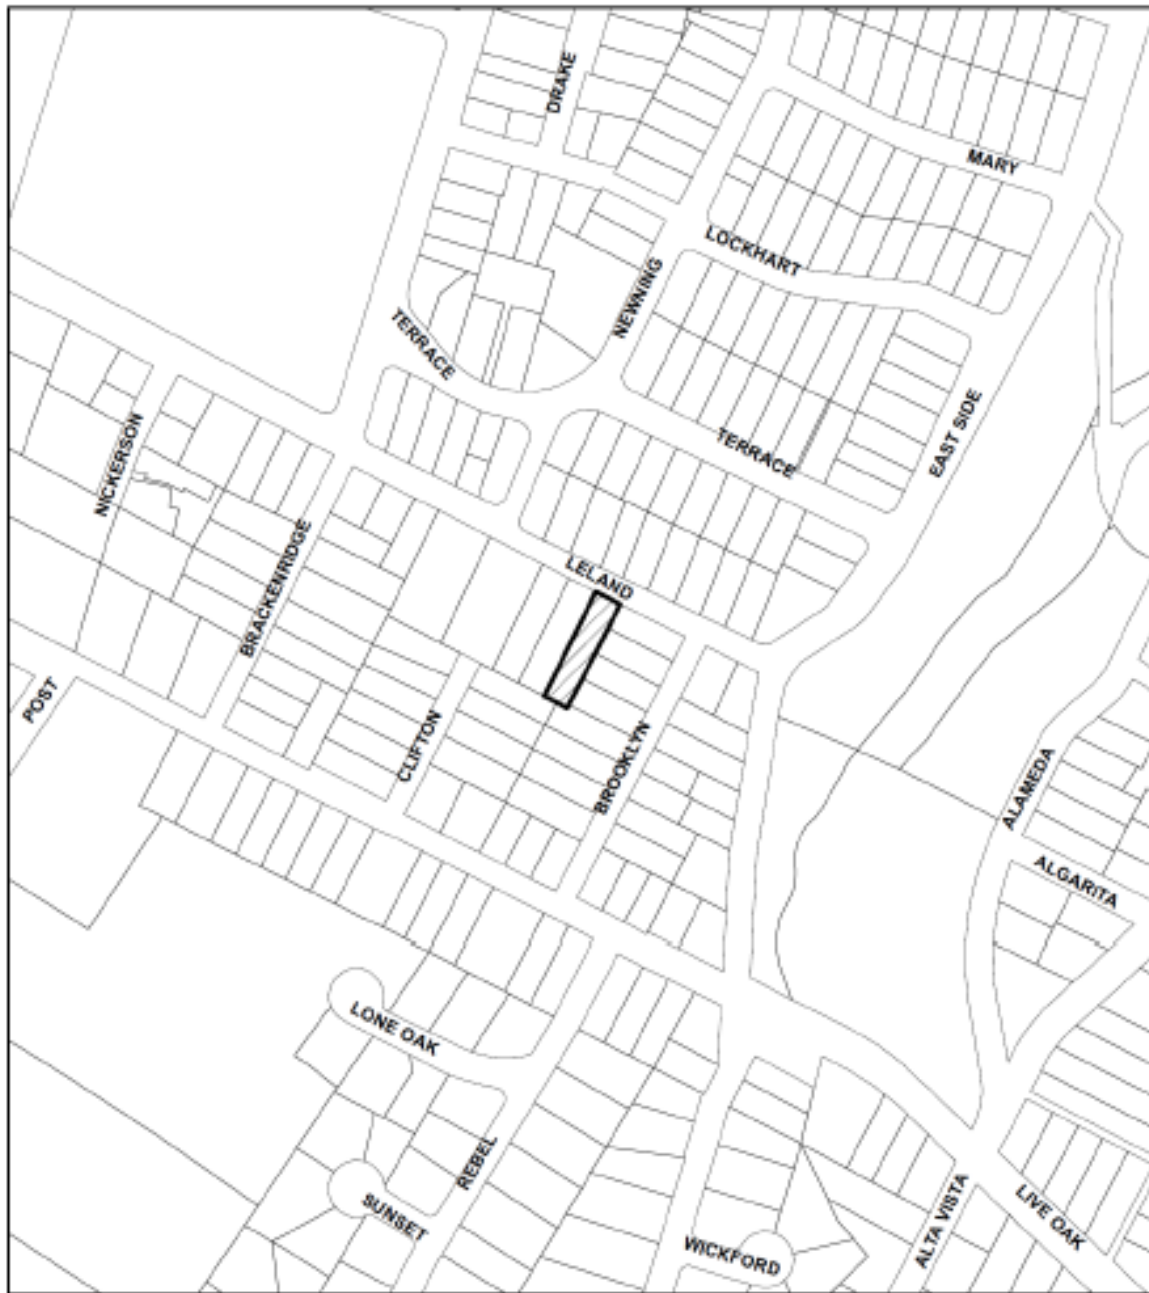 DRAKE
MARY
LOCKHART
NEWNING
TERRACE
EAST SIDE
TERRACE
NICKERSON
BRACKENRIDGE
LELAND
POST
CLIFTON
BROOKLYN
ALAMEDA
ALGARITA
LONE OAK
REBEL
SUNSET
ALTA VISTA
LIVE OAK
WICKFORD